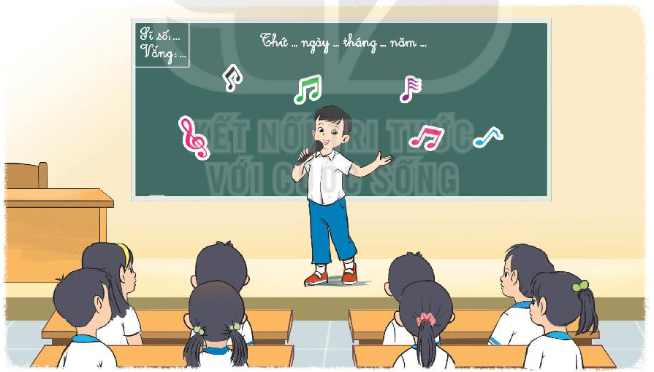 Sĩ số:...
Vắng:...
Thứ ... ngày ... tháng ... năm ...
KẾT NỐI TRI THỨC
VỚI CUỘC SỐNG